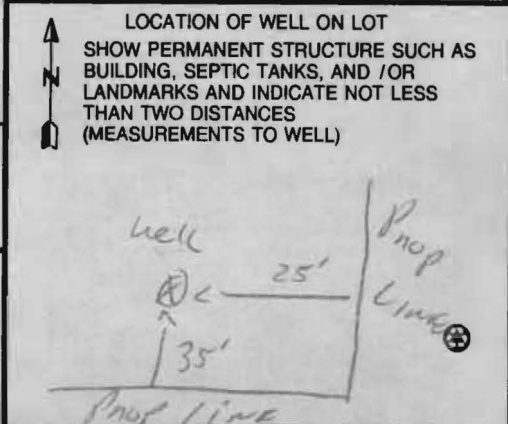 LOCATION OF WELL ON LOT
N
SHOW PERMANENT STRUCTURE SUCH AS
BUILDING, SEPTIC TANKS, AND /OR
LANDMARKS AND INDICATE NOT LESS
THAN TWO DISTANCES
(MEASUREMENTS TO WELL)
well
Prop
25'
Line
35'
Prop Line